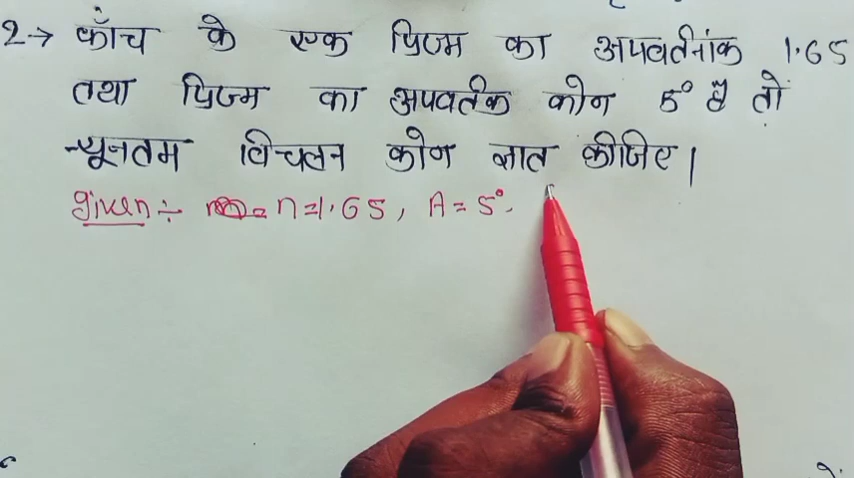 2→ काँच के एक प्रिज्म का अपवर्तनांक 1.65
तथा प्रिज्म का अपवर्तक कोन 5° है तो
न्यूनतम विचलन कोण ज्ञात कीजिए।
given :- n = 1.65, A = 5°.